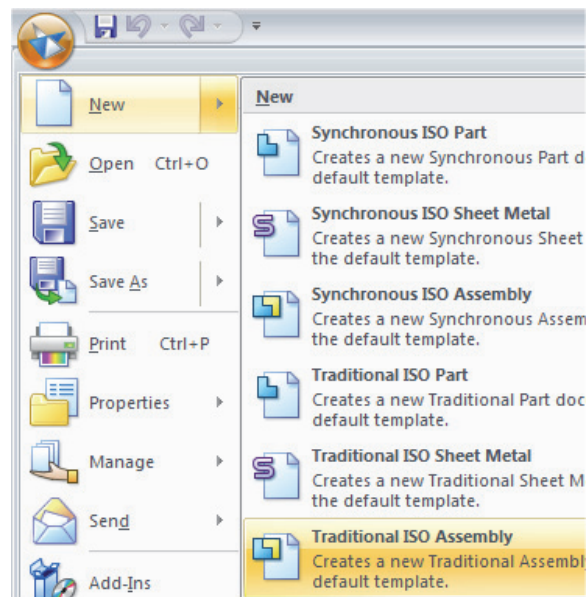 New
Open Ctrl+O
Save
Save As
Print Ctrl+P
Properties
Manage
Send
Add-Ins
New
Synchronous ISO Part
Creates a new Synchronous Part d
default template.
Synchronous ISO Sheet Metal
Creates a new Synchronous Sheet
the default template.
Synchronous ISO Assembly
Creates a new Synchronous Assem
the default template.
Traditional ISO Part
Creates a new Traditional Part doc
default template.
Traditional ISO Sheet Metal
Creates a new Traditional Sheet M
the default template.
Traditional ISO Assembly
Creates a new Traditional Assembl
default template.